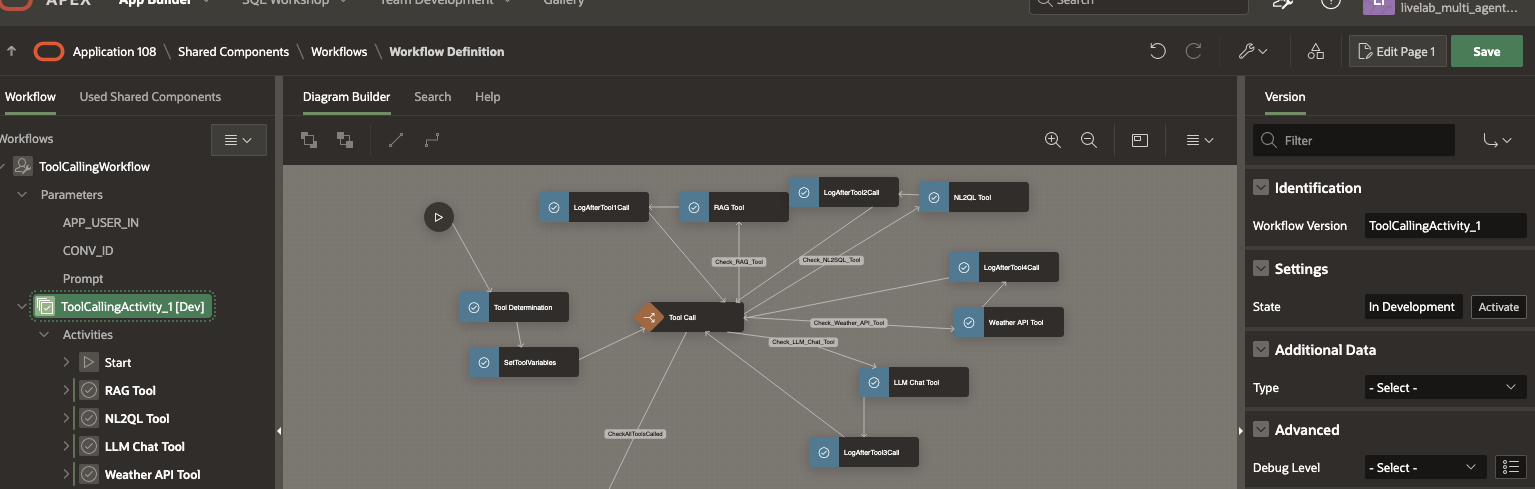 APEX App Builder SQL Workshop Team Development Gallery Search
LI livelab_multi_agent...
Application 108 \ Shared Components \ Workflows \ Workflow Definition Edit Page 1 Save
Workflow Used Shared Components
Diagram Builder Search Help
Version
Workflows
ToolCallingWorkflow
Parameters
APP_USER_IN
CONV_ID
Prompt
ToolCallingActivity_1 [Dev]
Activities
Start
RAG Tool
NL2QL Tool
LLM Chat Tool
Weather API Tool
LogAfterTool1Call
RAG Tool
LogAfterTool2Call
NL2QL Tool
Check_RAG_Tool
Check_NL2SQL_Tool
LogAfterTool4Call
Tool Determination
Tool Call
Check_Weather_API_Tool
Weather API Tool
Check_LLM_Chat_Tool
SetToolVariables
LLM Chat Tool
CheckAllToolsCalled
LogAfterTool3Call
Filter
Identification
Workflow Version ToolCallingActivity_1
Settings
State In Development Activate
Additional Data
Type - Select -
Advanced
Debug Level - Select -